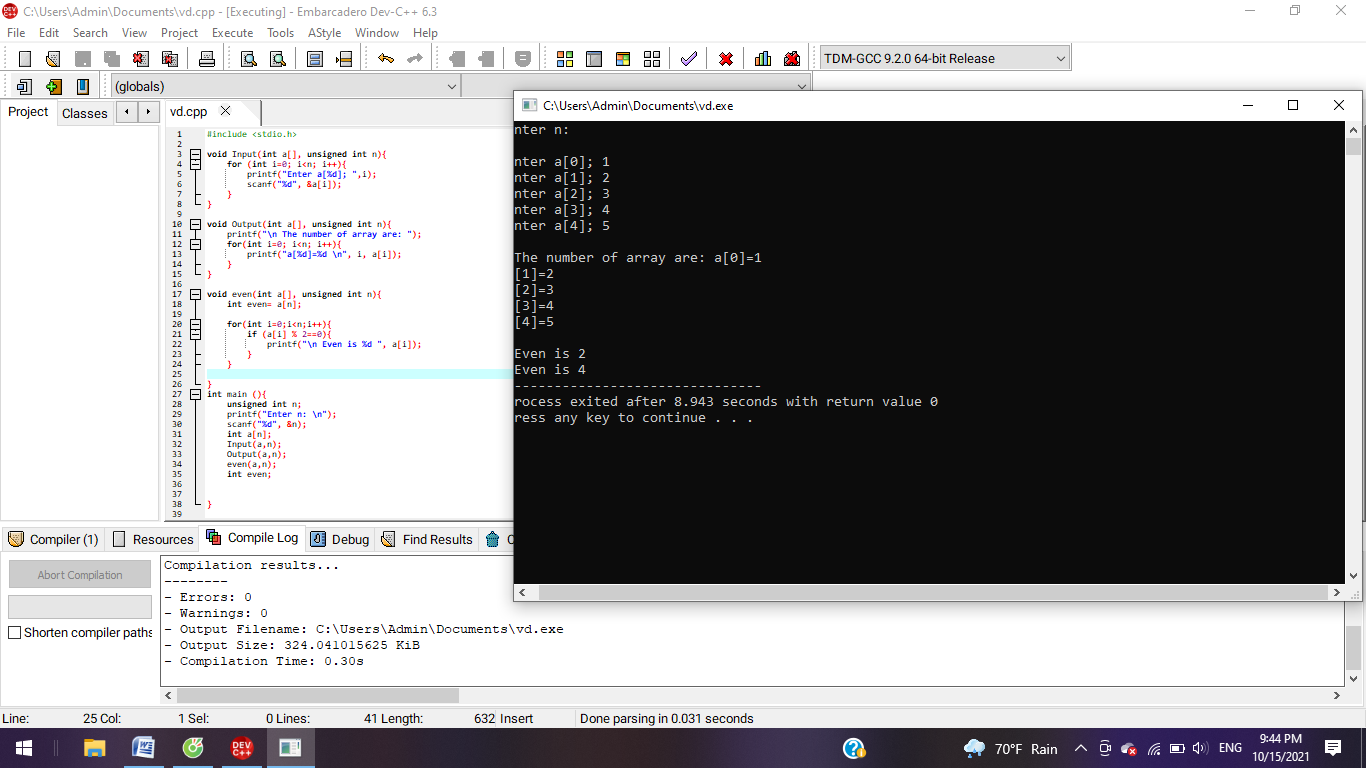 C:\Users\Admin\Documents\vd.cpp - [Executing] - Embarcadero Dev-C++ 6.3
File Edit Search View Project Execute Tools AStyle Window Help
TDM-GCC 9.2.0 64-bit Release
(globals)
Project Classes
vd.cpp
1 #include <stdio.h>
2
3 void Input(int a[], unsigned int n){
4 for (int i=0; i<n; i++){
5 printf("Enter a[%d]; ",i);
6 scanf("%d", &a[i]);
7 }
8 }
9
10 void Output(int a[], unsigned int n){
11 printf("\n The number of array are: ");
12 for(int i=0; i<n; i++){
13 printf("a[%d]=%d \n", i, a[i]);
14 }
15 }
16
17 void even(int a[], unsigned int n){
18 int even= a[n];
19
20 for(int i=0;i<n;i++){
21 if (a[i] % 2==0){
22 printf("\n Even is %d ", a[i]);
23 }
24 }
25
26 }
27 int main (){
28 unsigned int n;
29 printf("Enter n: \n");
30 scanf("%d", &n);
31 int a[n];
32 Input(a,n);
33 Output(a,n);
34 even(a,n);
35 int even;
36
37
38 }
39
C:\Users\Admin\Documents\vd.exe
nter n:
nter a[0]; 1
nter a[1]; 2
nter a[2]; 3
nter a[3]; 4
nter a[4]; 5
The number of array are: a[0]=1
[1]=2
[2]=3
[3]=4
[4]=5
Even is 2
Even is 4
-------------------------------
rocess exited after 8.943 seconds with return value 0
ress any key to continue . . .
Compiler (1) Resources Compile Log Debug Find Results C
Abort Compilation
Shorten compiler paths
Compilation results...
--------
- Errors: 0
- Warnings: 0
- Output Filename: C:\Users\Admin\Documents\vd.exe
- Output Size: 324.041015625 KiB
- Compilation Time: 0.30s
Line: 25 Col: 1 Sel: 0 Lines: 41 Length: 632 Insert Done parsing in 0.031 seconds
DEV C++
70°F Rain
ENG
9:44 PM
10/15/2021